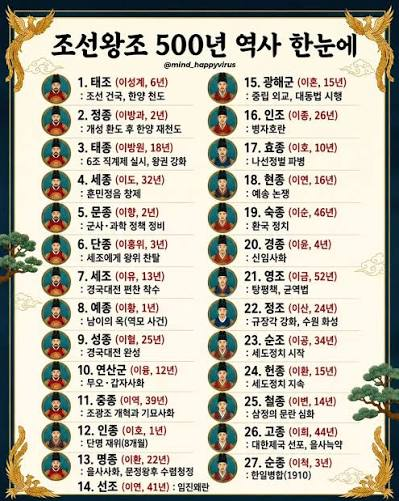 조선왕조 500년 역사 한눈에
@mind_happyvirus
1. 태조 (이성계, 6년)
: 조선 건국, 한양 천도
2. 정종 (이방과, 2년)
: 개성 환도 후 한양 재천도
3. 태종 (이방원, 18년)
: 6조 직계제 실시, 왕권 강화
4. 세종 (이도, 32년)
: 훈민정음 창제
5. 문종 (이향, 2년)
: 군사·과학 정책 정비
6. 단종 (이홍위, 3년)
: 세조에게 왕위 찬탈
7. 세조 (이유, 13년)
: 경국대전 편찬 착수
8. 예종 (이황, 1년)
: 남이의 옥(역모 사건)
9. 성종 (이혈, 25년)
: 경국대전 완성
10. 연산군 (이융, 12년)
: 무오·갑자사화
11. 중종 (이역, 39년)
: 조광조 개혁과 기묘사화
12. 인종 (이호, 1년)
: 단명 재위(8개월)
13. 명종 (이환, 22년)
: 을사사화, 문정왕후 수렴청정
14. 선조 (이연, 41년) : 임진왜란
15. 광해군 (이혼, 15년)
: 중립 외교, 대동법 시행
16. 인조 (이종, 26년)
: 병자호란
17. 효종 (이호, 10년)
: 나선정벌 파병
18. 현종 (이연, 16년)
: 예송 논쟁
19. 숙종 (이순, 46년)
: 환국 정치
20. 경종 (이윤, 4년)
: 신임사화
21. 영조 (이금, 52년)
: 탕평책, 균역법
22. 정조 (이산, 24년)
: 규장각 강화, 수원 화성
23. 순조 (이공, 34년)
: 세도정치 시작
24. 헌종 (이환, 15년)
: 세도정치 지속
25. 철종 (이변, 14년)
: 삼정의 문란 심화
26. 고종 (이희, 44년)
: 대한제국 선포, 을사늑약
27. 순종 (이척, 3년)
: 한일병합(1910)